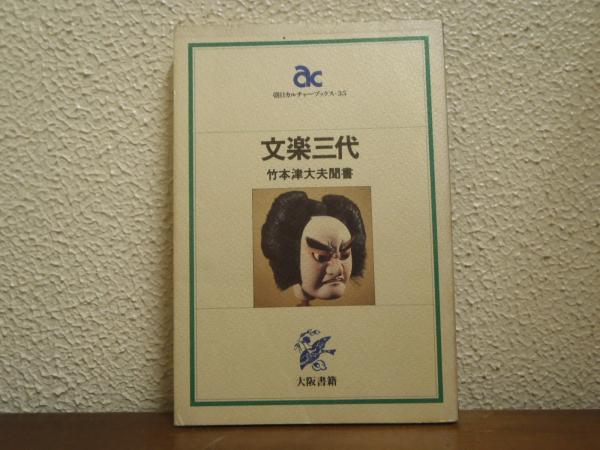 ac
朝日カルチャーブックス・35
文楽三代
竹本津大夫聞書
大阪書籍